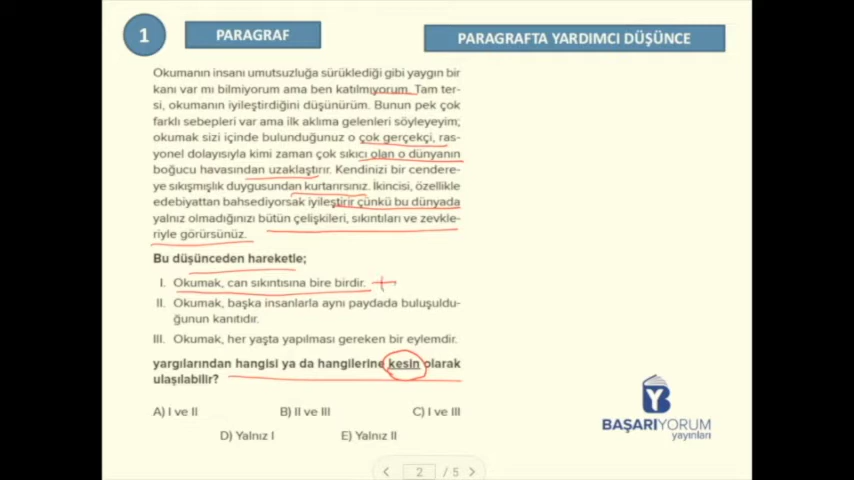 1
PARAGRAF
PARAGRAFTA YARDIMCI DÜŞÜNCE
Okumanın insanı umutsuzluğa sürüklediği gibi yaygın bir
kanı var mı bilmiyorum ama ben katılmıyorum. Tam ter-
si, okumanın iyileştirdiğini düşünürüm. Bunun pek çok
farklı sebepleri var ama ilk aklıma gelenleri söyleyeyim;
okumak sizi içinde bulunduğunuz o çok gerçekçi, ras-
yonel dolayısıyla kimi zaman çok sıkıcı olan o dünyanın
boğucu havasından uzaklaştırır. Kendinizi bir cendere-
ye sıkışmışlık duygusundan kurtarırsınız. İkincisi, özellikle
edebiyattan bahsediyorsak iyileştirir çünkü bu dünyada
yalnız olmadığınızı bütün çelişkileri, sıkıntıları ve zevkle-
riyle görürsünüz.
Bu düşünceden hareketle;
I. Okumak, can sıkıntısına bire birdir. +
II. Okumak, başka insanlarla aynı paydada buluşuldu-
ğunun kanıtıdır.
III. Okumak, her yaşta yapılması gereken bir eylemdir.
yargılarından hangisi ya da hangilerine kesin olarak
ulaşılabilir?
A) I ve II B) II ve III C) I ve III
D) Yalnız I E) Yalnız II
BAŞARIYORUM
yayınları
2 / 5